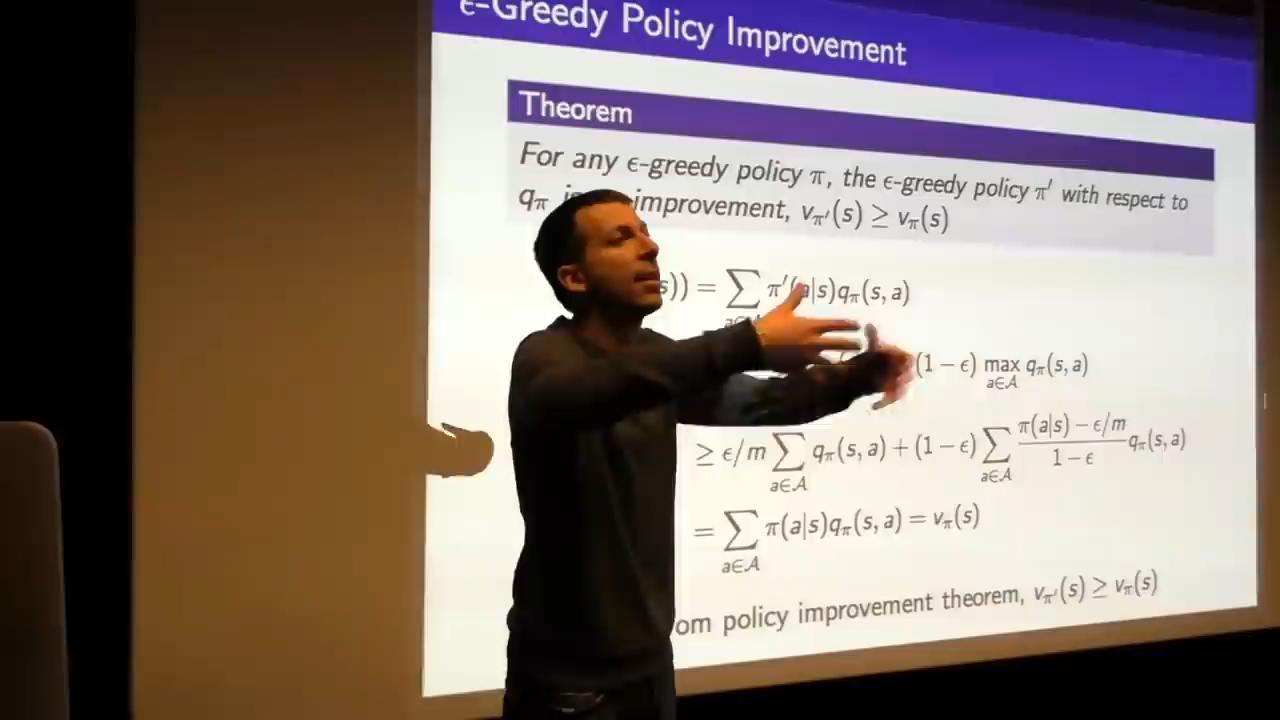 ϵ-Greedy Policy Improvement
Theorem
For any ϵ-greedy policy π, the ϵ-greedy policy π′ with respect to
qπ improvement, vπ′(s) ≥ vπ(s)
s)) = ∑ π′(a|s)qπ(s, a)
(1 − ϵ) max a∈𝒜 qπ(s, a)
≥ ϵ/m ∑ a∈𝒜 qπ(s, a) + (1 − ϵ) ∑ a∈𝒜 (π(a|s) − ϵ/m)/(1 − ϵ) qπ(s, a)
= ∑ a∈𝒜 π(a|s)qπ(s, a) = vπ(s)
policy improvement theorem, vπ′(s) ≥ vπ(s)